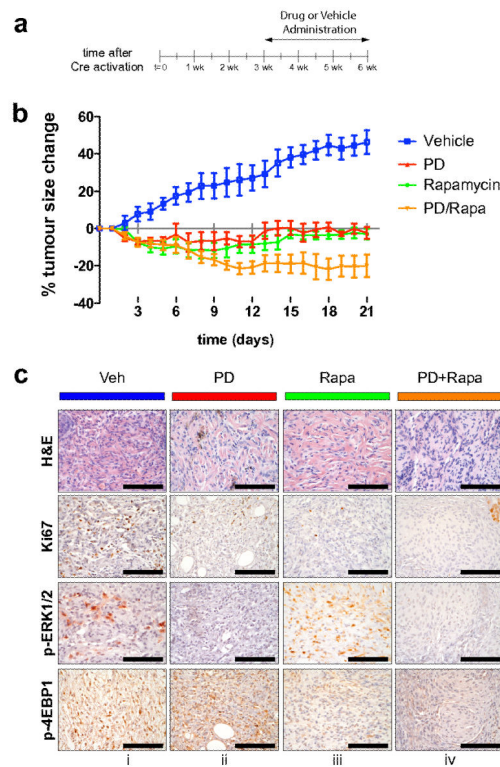 a
Drug or Vehicle
Administration
time after
Cre activation
t=0 1 wk 2 wk 3 wk 4 wk 5 wk 6 wk
b
% tumour size change
60
40
20
0
-20
-40
3 6 9 12 15 18 21
time (days)
Vehicle
PD
Rapamycin
PD/Rapa
c
Veh PD Rapa PD+Rapa
H&E
Ki67
p-ERK1/2
p-4EBP1
i ii iii iv